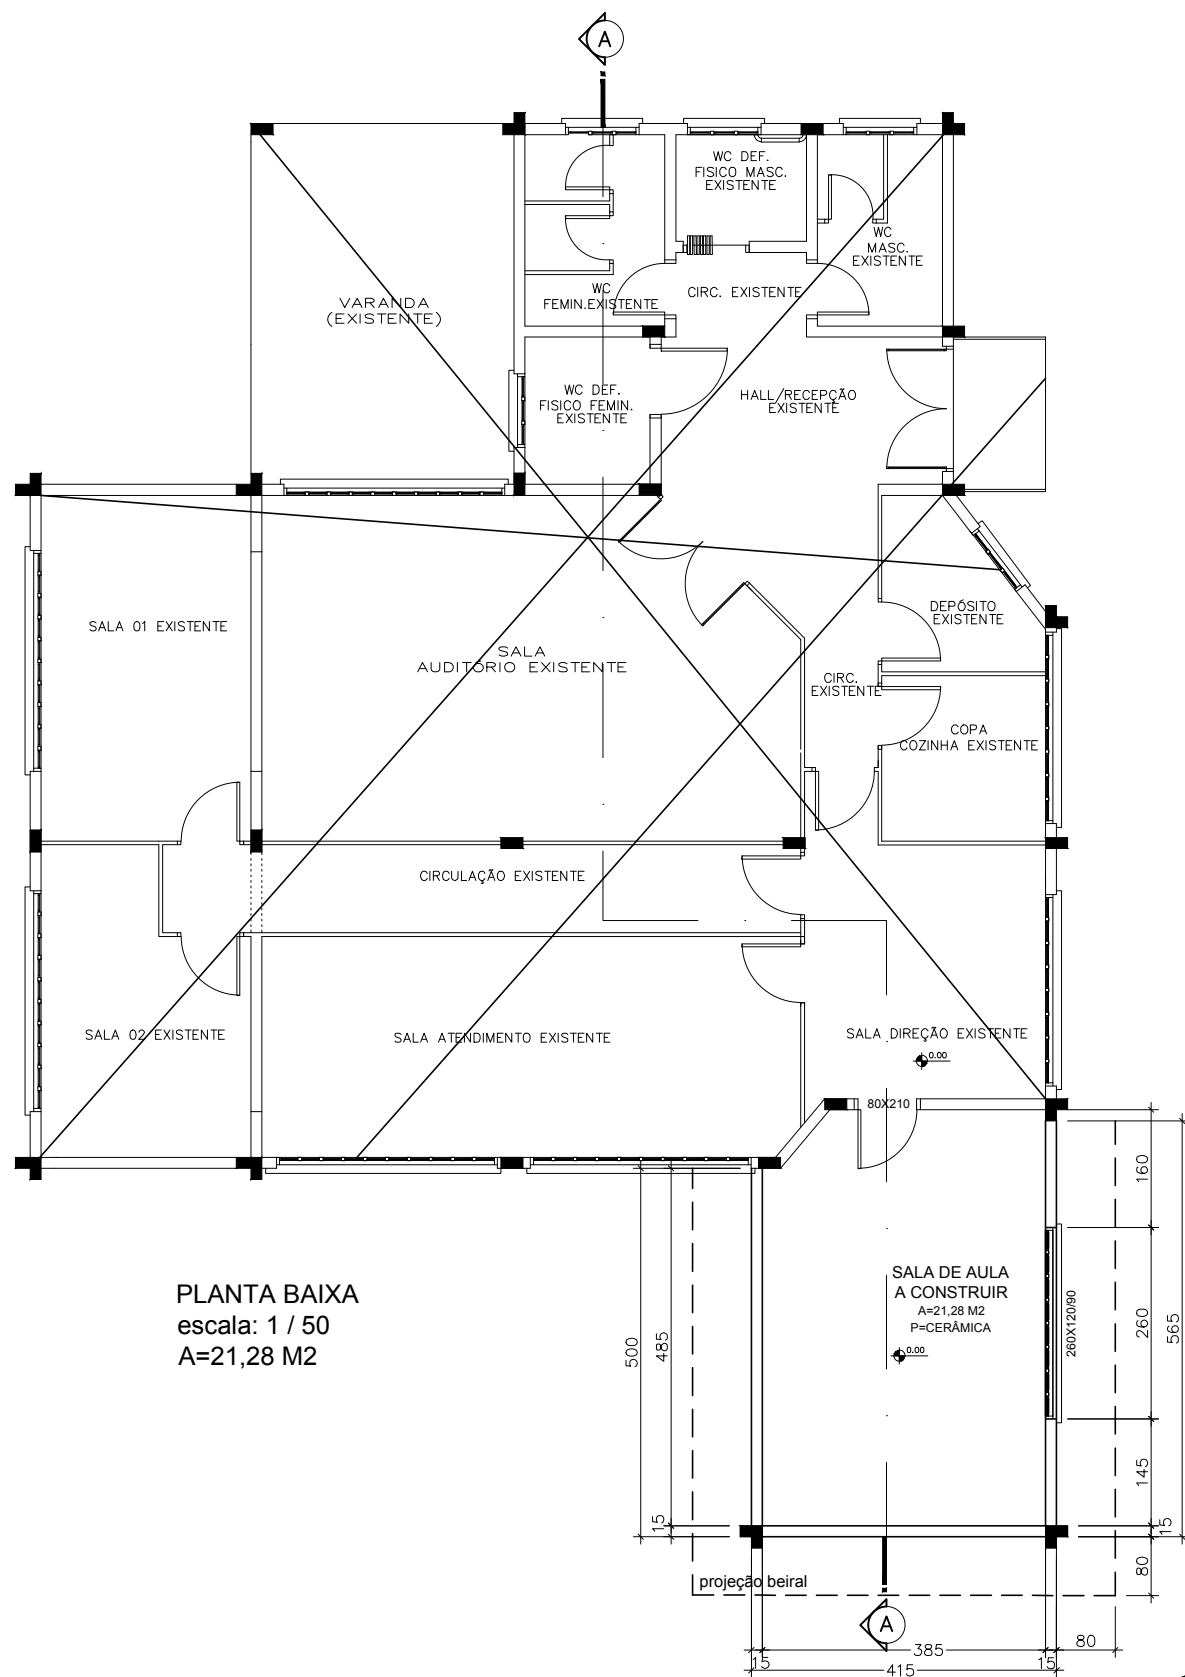 A
WC DEF.
FISICO MASC.
EXISTENTE
WC
MASC.
EXISTENTE
WC
FEMIN.EXISTENTE
CIRC. EXISTENTE
VARANDA
(EXISTENTE)
WC DEF.
FISICO FEMIN.
EXISTENTE
HALL/RECEPÇÃO
EXISTENTE
SALA 01 EXISTENTE
SALA
AUDITÓRIO EXISTENTE
DEPÓSITO
EXISTENTE
CIRC.
EXISTENTE
COPA
COZINHA EXISTENTE
CIRCULAÇÃO EXISTENTE
SALA 02 EXISTENTE
SALA ATENDIMENTO EXISTENTE
SALA DIREÇÃO EXISTENTE
0.00
80X210
160
PLANTA BAIXA
escala: 1 / 50
A=21,28 M2
SALA DE AULA
A CONSTRUIR
A=21,28 M2
P=CERÂMICA
0.00
260X120/90
260
565
500
485
145
15
15
80
projeção beiral
A
385
80
15
15
415